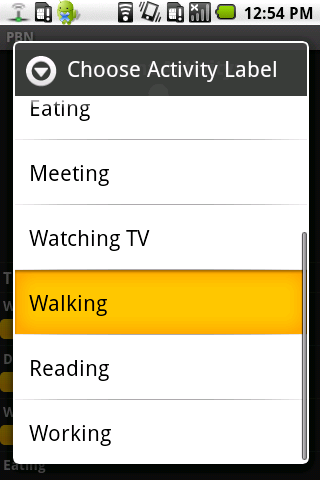 12:54 PM
PBN
Choose Activity Label
Eating
Meeting
Watching TV
Walking
Reading
Working
Eating